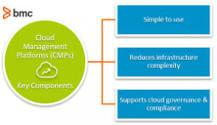 bmc
Cloud
Management
Platforms (CMPs)
Key Components
Simple to use
Reduces infrastructure
complexity
Supports cloud governance &
compliance